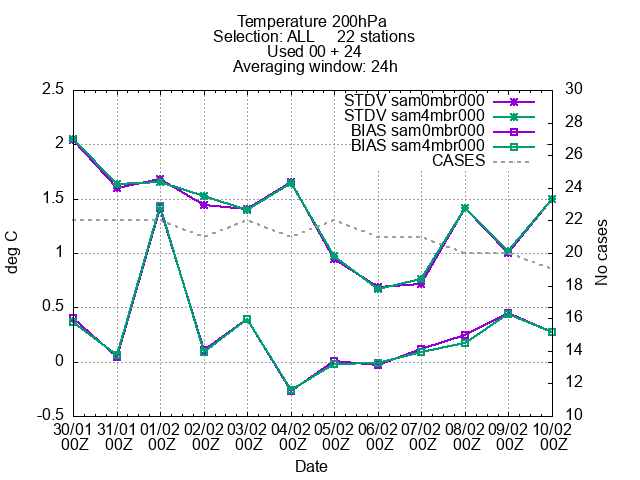 Temperature 200hPa
Selection: ALL 22 stations
Used 00 + 24
Averaging window: 24h
STDV sam0mbr000
STDV sam4mbr000
BIAS sam0mbr000
BIAS sam4mbr000
CASES
2.5
2
1.5
1
0.5
0
-0.5
deg C
30
28
26
24
22
20
18
16
14
12
10
No cases
30/01 31/01 01/02 02/02 03/02 04/02 05/02 06/02 07/02 08/02 09/02 10/02
00Z 00Z 00Z 00Z 00Z 00Z 00Z 00Z 00Z 00Z 00Z 00Z
Date